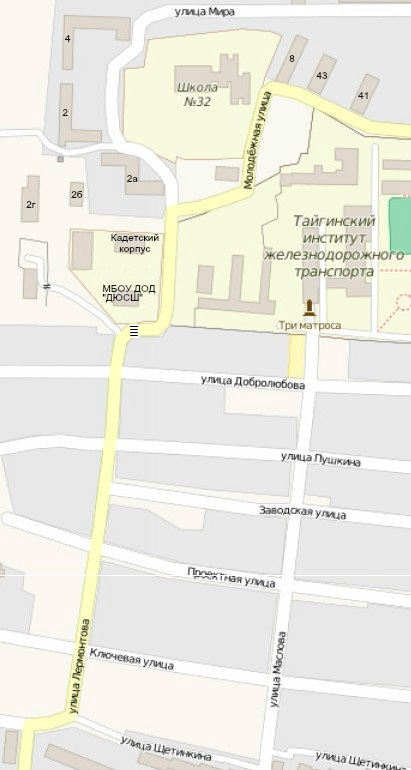 улица Мира
4
8
43
Школа
№32
41
2
Молодёжная улица
2а
2б
2г
Тайгинский
институт
железнодорожного
транспорта
Кадетский
корпус
МБОУ ДОД
"ДЮСШ"
Три матроса
улица Добролюбова
улица Пушкина
Заводская улица
Проектная улица
улица Лермонтова
Ключевая улица
улица Маслова
улица Щетинкина
улица Щетинкина